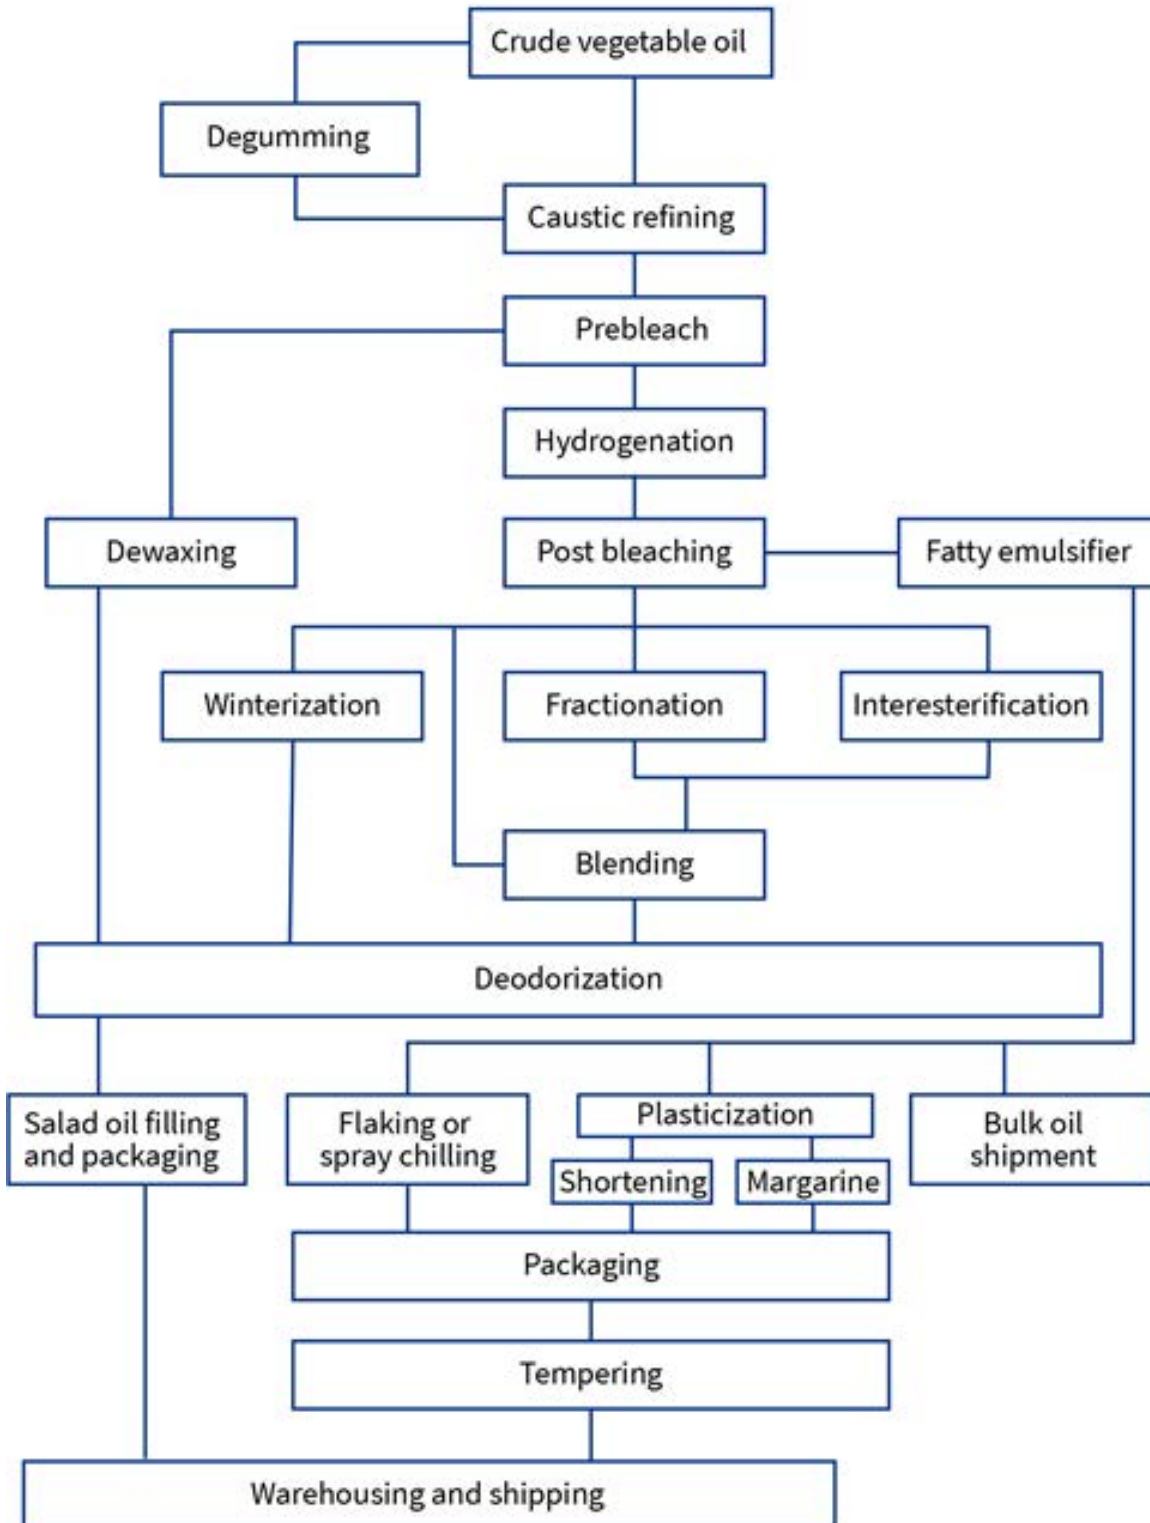 Crude vegetable oil
Degumming
Caustic refining
Prebleach
Hydrogenation
Dewaxing
Post bleaching
Fatty emulsifier
Winterization
Fractionation
Interesterification
Blending
Deodorization
Salad oil filling
and packaging
Flaking or
spray chilling
Plasticization
Shortening
Margarine
Bulk oil
shipment
Packaging
Tempering
Warehousing and shipping